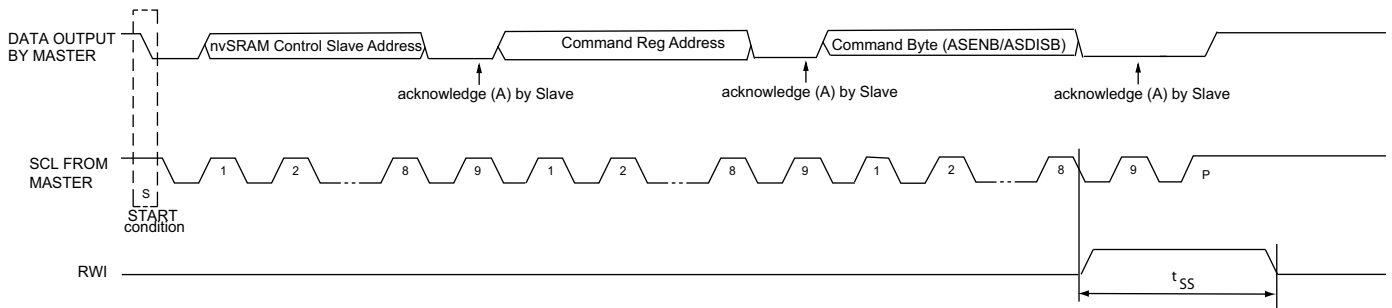 DATA OUTPUT
BY MASTER
nvSRAM Control Slave Address
Command Reg Address
Command Byte (ASENB/ASDISB)
acknowledge (A) by Slave
acknowledge (A) by Slave
acknowledge (A) by Slave
SCL FROM
MASTER
S
1
2
8
9
1
2
8
9
1
2
8
9
P
START
condition
RWI
tSS